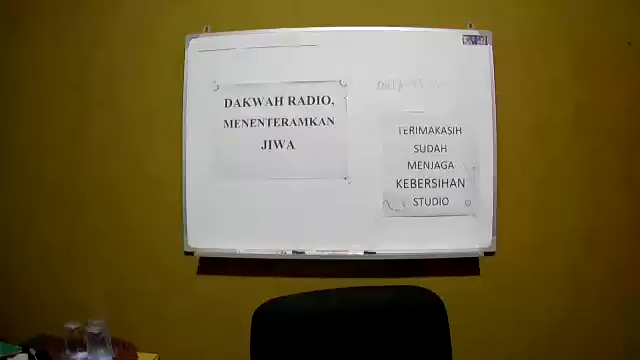 DAKWAH RADIO,
MENENTERAMKAN
JIWA
TERIMAKASIH
SUDAH
MENJAGA
KEBERSIHAN
STUDIO